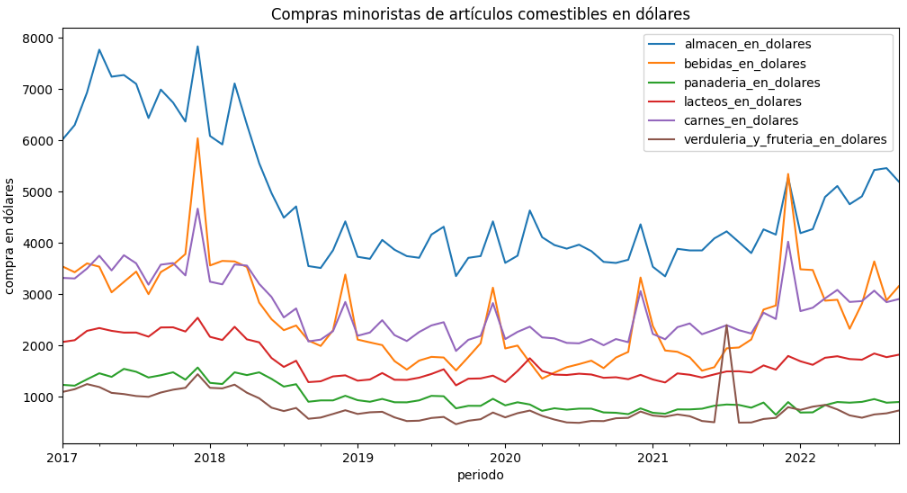 Compras minoristas de artículos comestibles en dólares
almacen_en_dolares
bebidas_en_dolares
panaderia_en_dolares
lacteos_en_dolares
carnes_en_dolares
verduleria_y_fruteria_en_dolares
compra en dólares
8000
7000
6000
5000
4000
3000
2000
1000
2017 2018 2019 2020 2021 2022
periodo